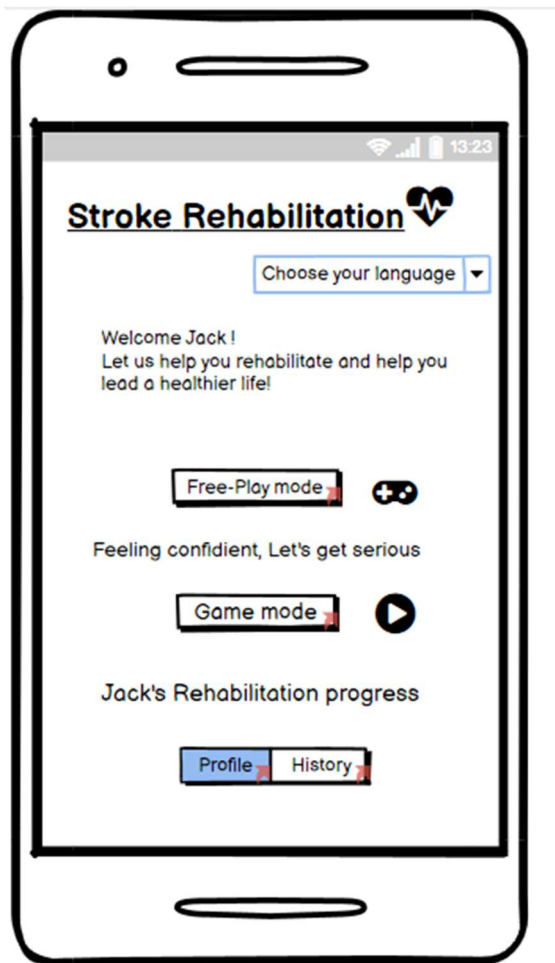 13:23
Stroke Rehabilitation
Choose your language
Welcome Jack !
Let us help you rehabilitate and help you
lead a healthier life!
Free-Play mode
Feeling confidient, Let's get serious
Game mode
Jack's Rehabilitation progress
Profile History